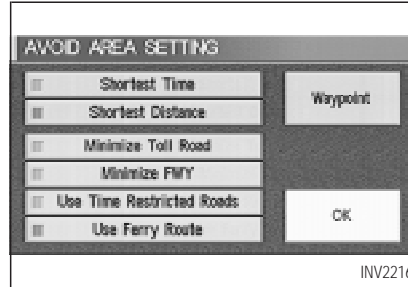 AVOID AREA SETTING
Shortest Time
Shortest Distance
Waypoint
Minimize Toll Road
Minimize FWY
Use Time Restricted Roads
Use Ferry Route
OK
INV2216